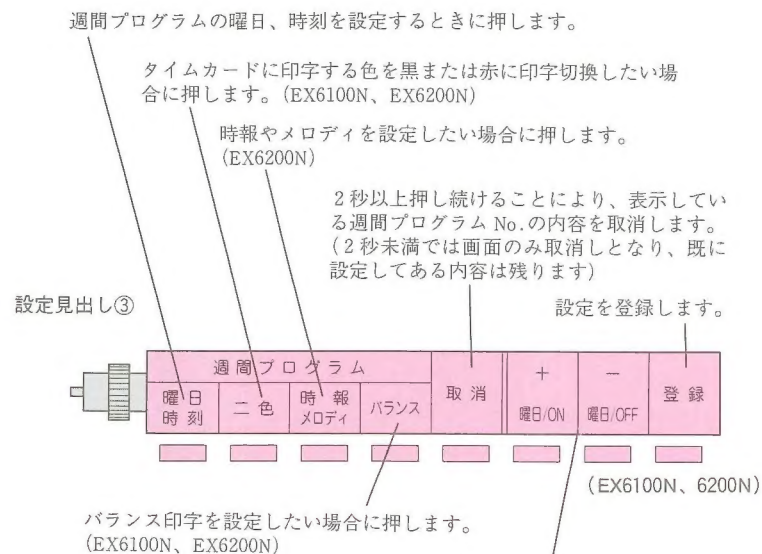 週間プログラムの曜日、時刻を設定するときに押します。
タイムカードに印字する色を黒または赤に印字切換したい場
合に押します。(EX6100N、EX6200N)
時報やメロディを設定したい場合に押します。
(EX6200N)
2秒以上押し続けることにより、表示してい
る週間プログラム No.の内容を取消します。
(2秒未満では画面のみ取消しとなり、既に
設定してある内容は残ります)
設定見出し③
設定を登録します。
週間プログラム
曜日
時刻
二色
時報
メロディ
バランス
取消
+
曜日/ON
−
曜日/OFF
登録
(EX6100N、6200N)
バランス印字を設定したい場合に押します。
(EX6100N、EX6200N)